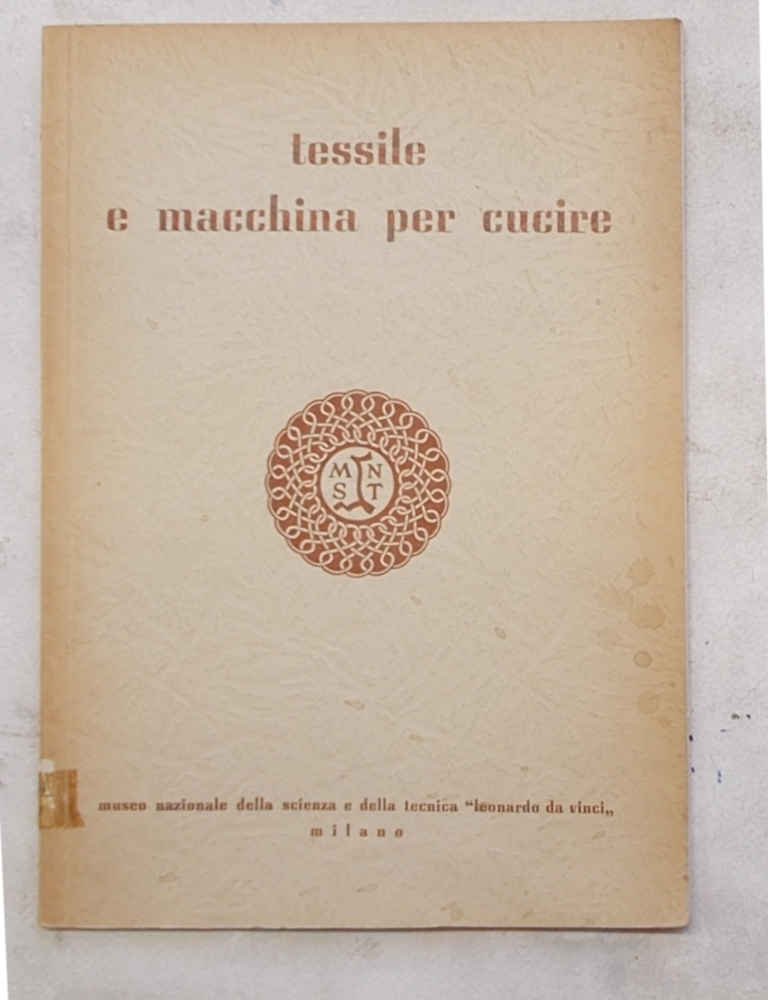 tessile
e macchina per cucire
M N
S T
museo nazionale della scienza e della tecnica “leonardo da vinci„
milano